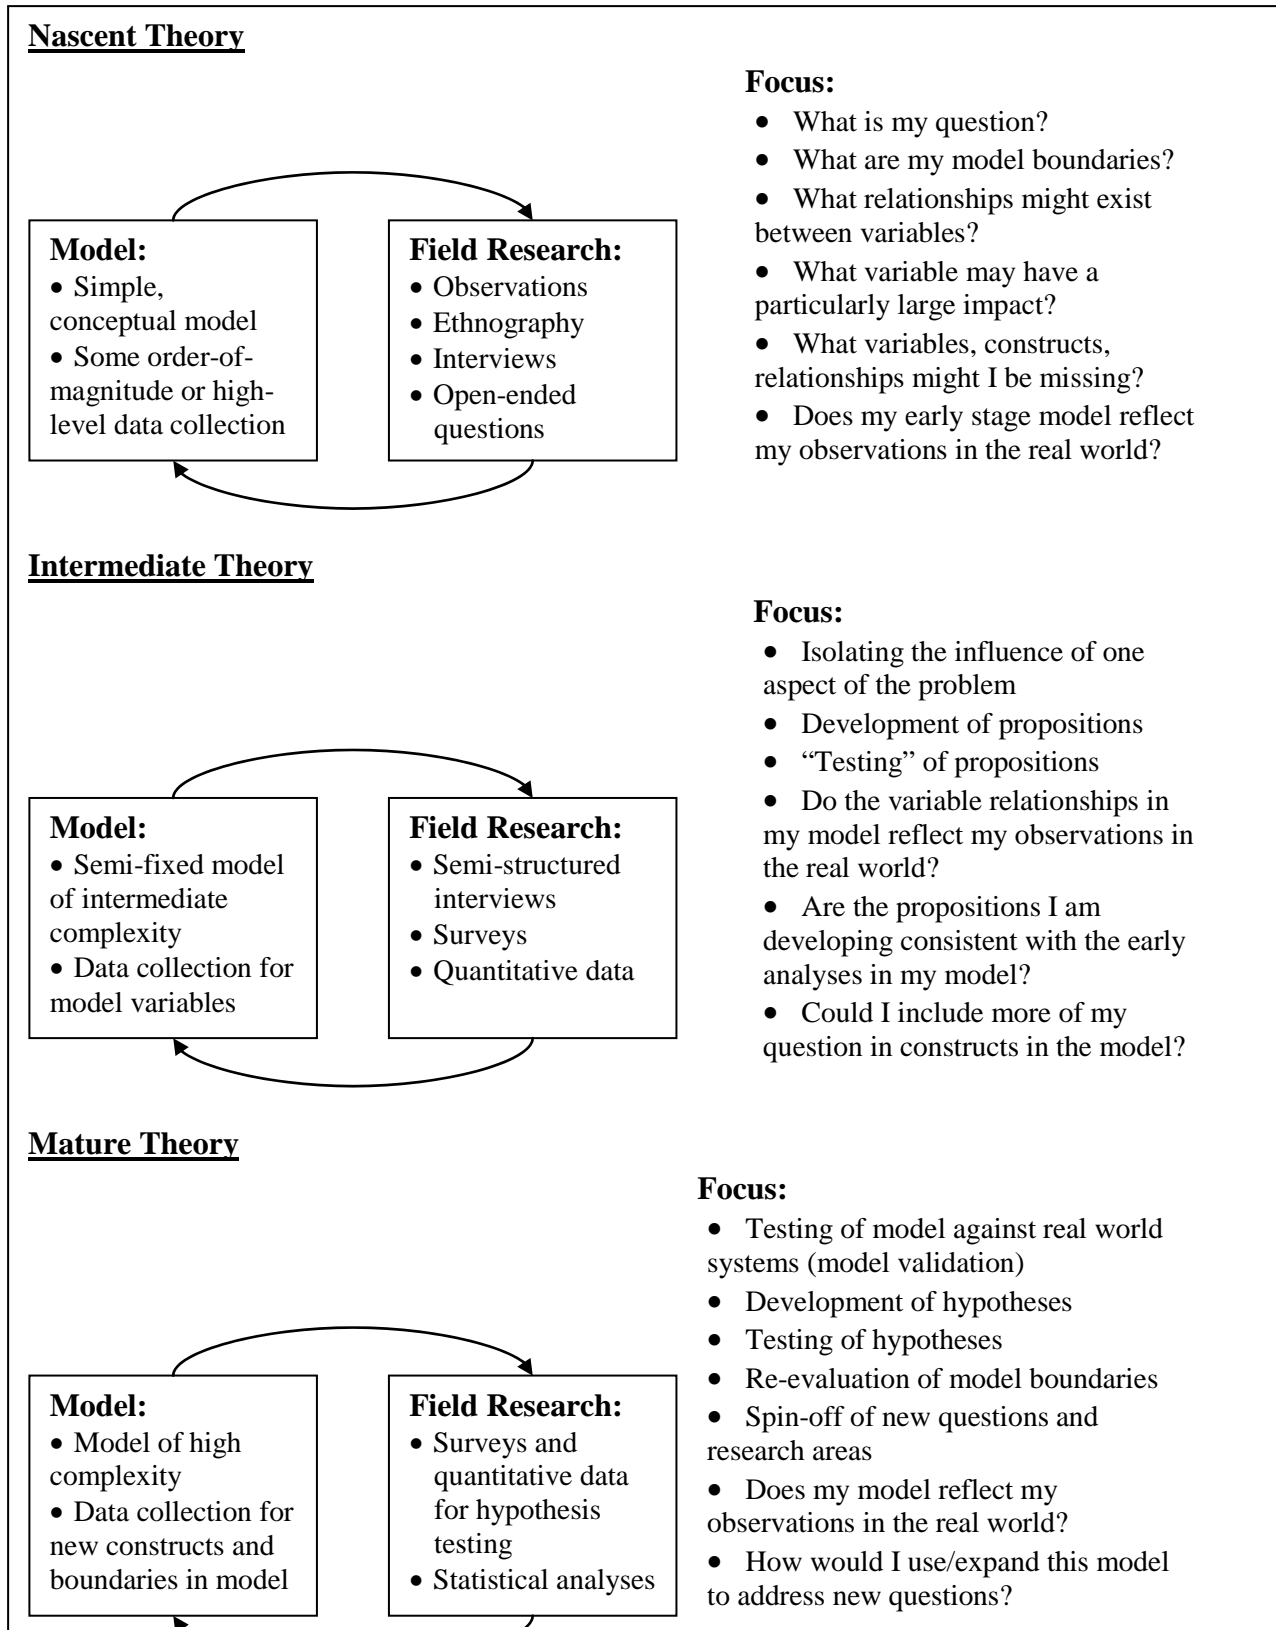 Nascent Theory
Focus:
• What is my question?
• What are my model boundaries?
• What relationships might exist
between variables?
• What variable may have a
particularly large impact?
• What variables, constructs,
relationships might I be missing?
• Does my early stage model reflect
my observations in the real world?
Model:
• Simple,
conceptual model
• Some order-of-
magnitude or high-
level data collection
Field Research:
• Observations
• Ethnography
• Interviews
• Open-ended
questions
Intermediate Theory
Focus:
• Isolating the influence of one
aspect of the problem
• Development of propositions
• “Testing” of propositions
• Do the variable relationships in
my model reflect my observations in
the real world?
• Are the propositions I am
developing consistent with the early
analyses in my model?
• Could I include more of my
question in constructs in the model?
Model:
• Semi-fixed model
of intermediate
complexity
• Data collection for
model variables
Field Research:
• Semi-structured
interviews
• Surveys
• Quantitative data
Mature Theory
Focus:
• Testing of model against real world
systems (model validation)
• Development of hypotheses
• Testing of hypotheses
• Re-evaluation of model boundaries
• Spin-off of new questions and
research areas
• Does my model reflect my
observations in the real world?
• How would I use/expand this model
to address new questions?
Model:
• Model of high
complexity
• Data collection for
new constructs and
boundaries in model
Field Research:
• Surveys and
quantitative data
for hypothesis
testing
• Statistical analyses